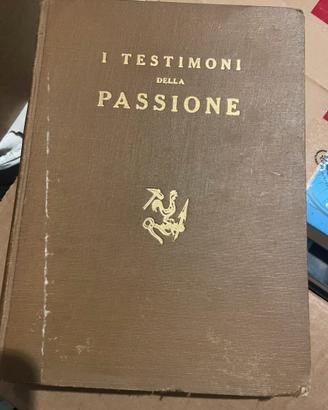 I TESTIMONI
DELLA
PASSIONE